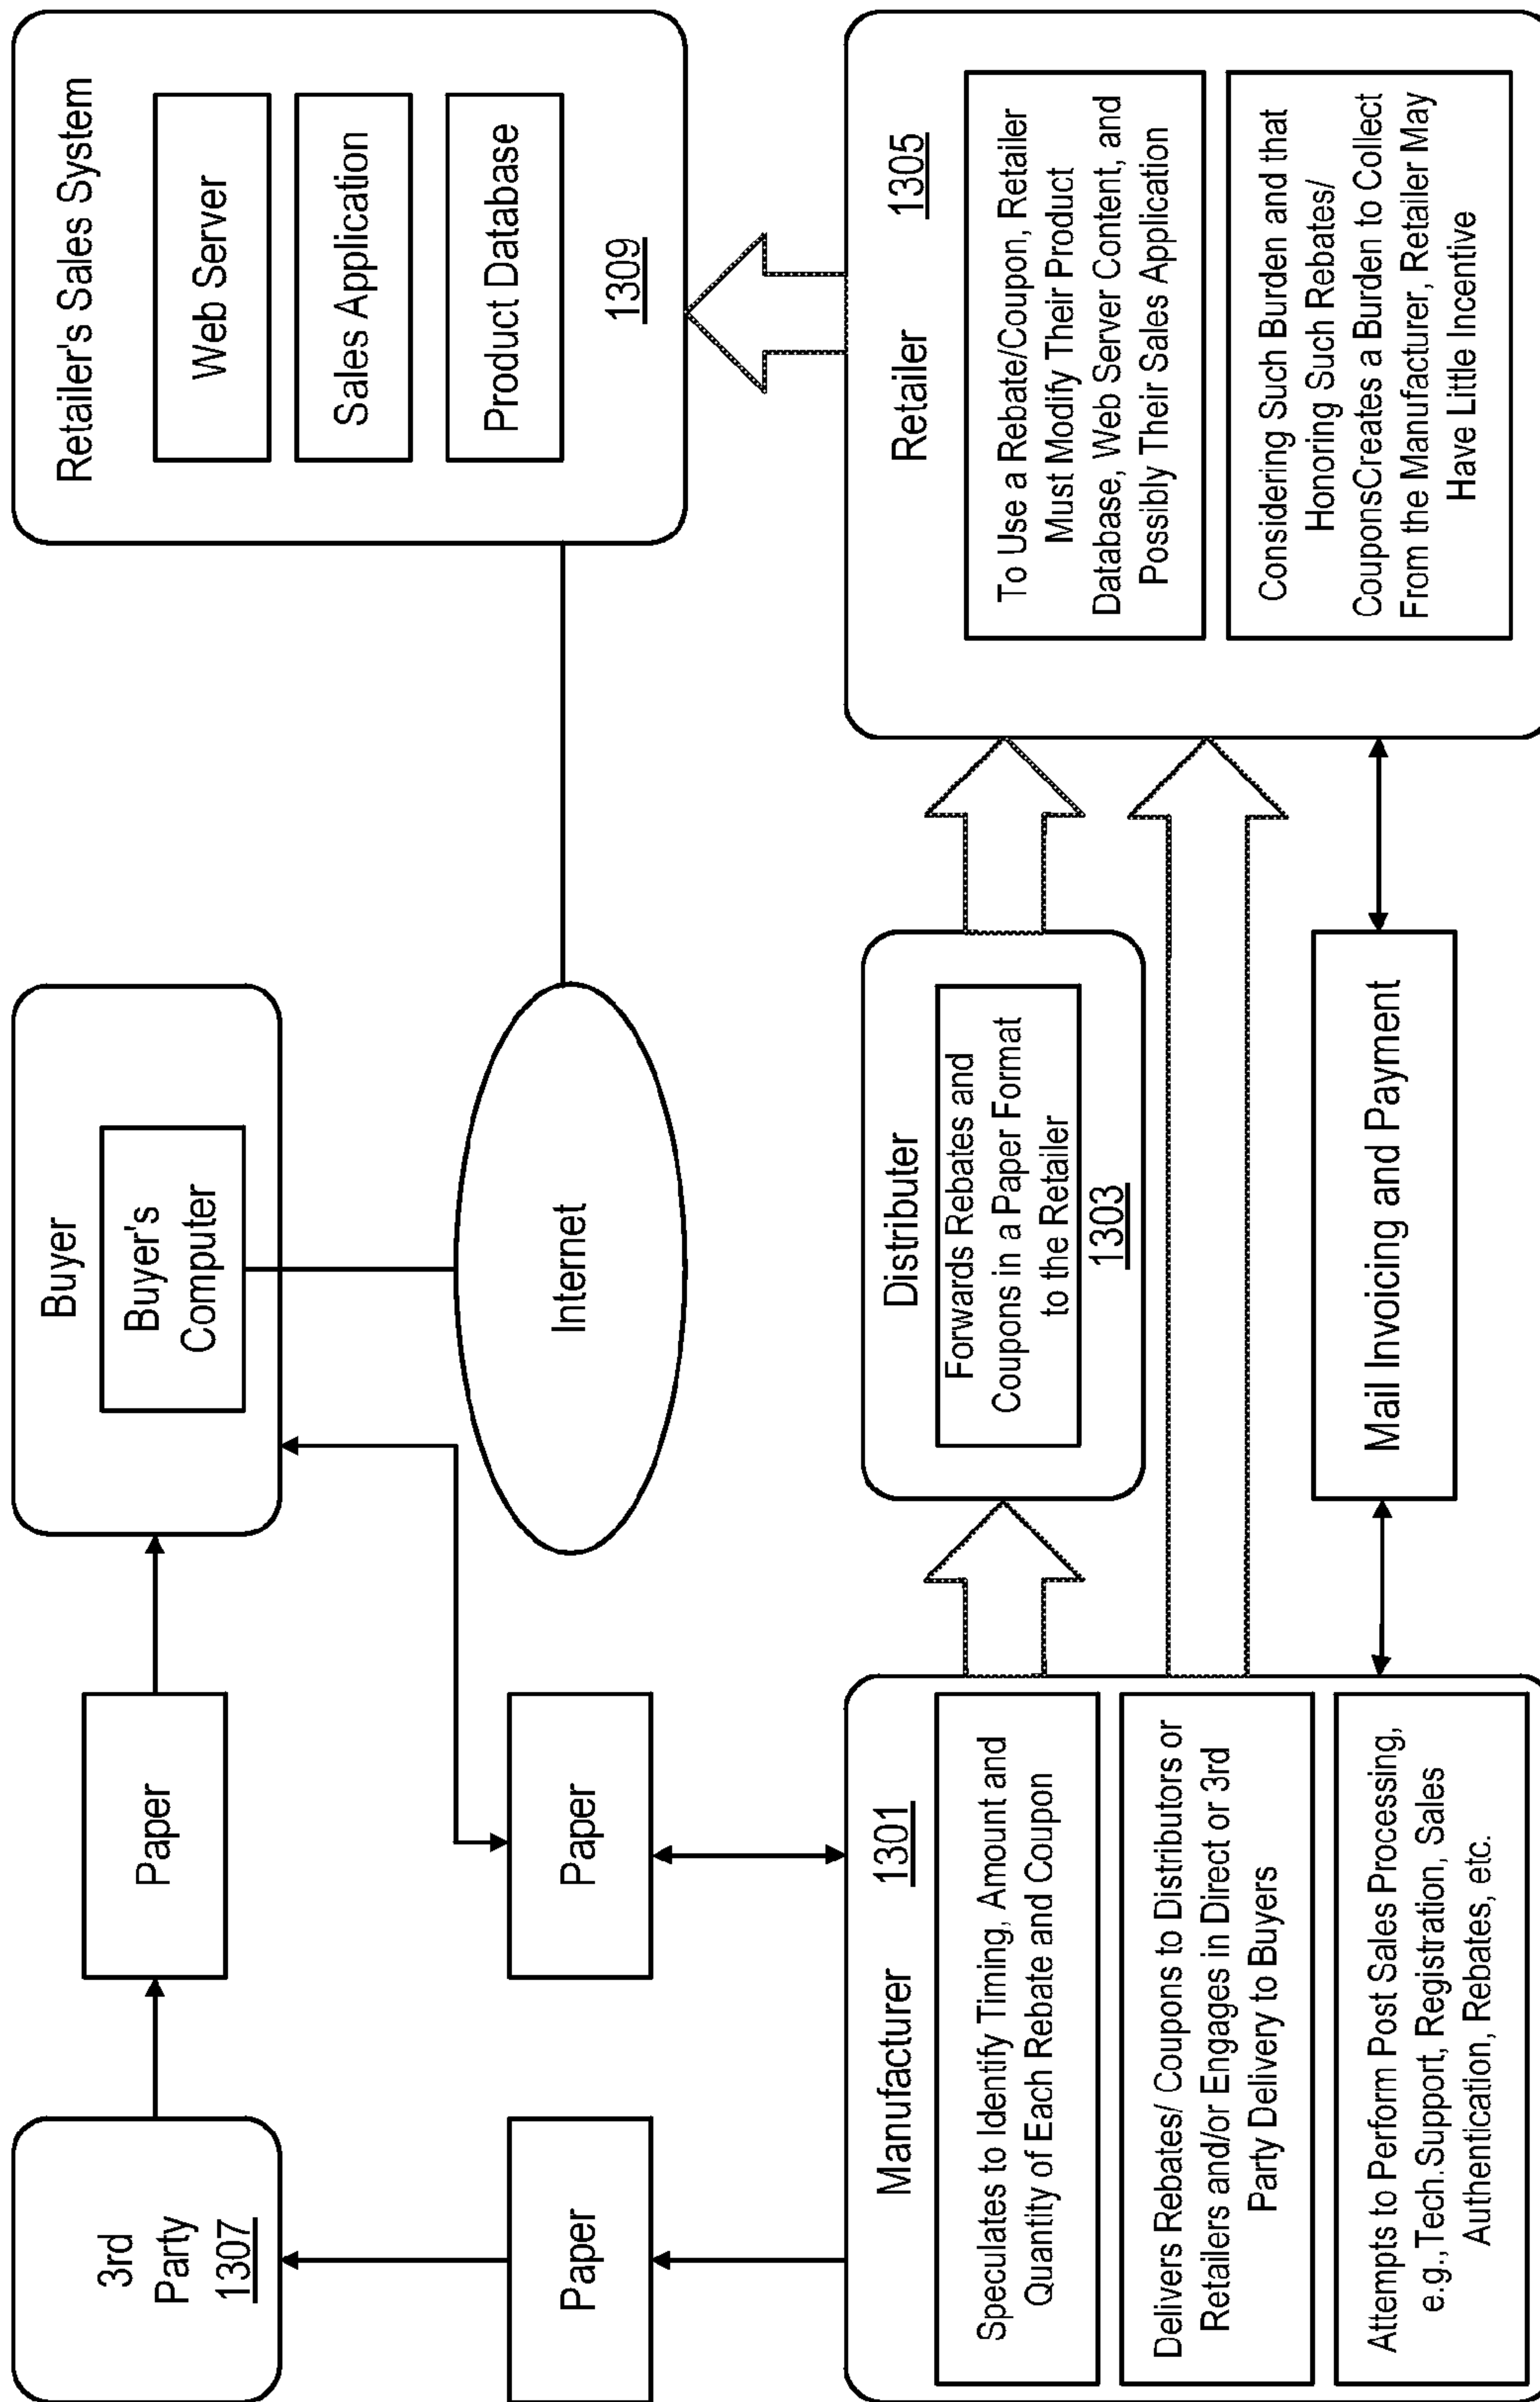 3rd
Party
1307
Paper
Buyer
Buyer's
Computer
Retailer's Sales System
Web Server
Sales Application
Product Database
1309
Paper
Paper
Internet
Manufacturer 1301
Speculates to Identify Timing, Amount and
Quantity of Each Rebate and Coupon
Delivers Rebates/ Coupons to Distributors or
Retailers and/or Engages in Direct or 3rd
Party Delivery to Buyers
Attempts to Perform Post Sales Processing,
e.g.,Tech.Support, Registration, Sales
Authentication, Rebates, etc.
Distributer
Forwards Rebates and
Coupons in a Paper Format
to the Retailer
1303
Mail Invoicing and Payment
Retailer 1305
To Use a Rebate/Coupon, Retailer
Must Modify Their Product
Database, Web Server Content, and
Possibly Their Sales Application
Considering Such Burden and that
Honoring Such Rebates/
CouponsCreates a Burden to Collect
From the Manufacturer, Retailer May
Have Little Incentive